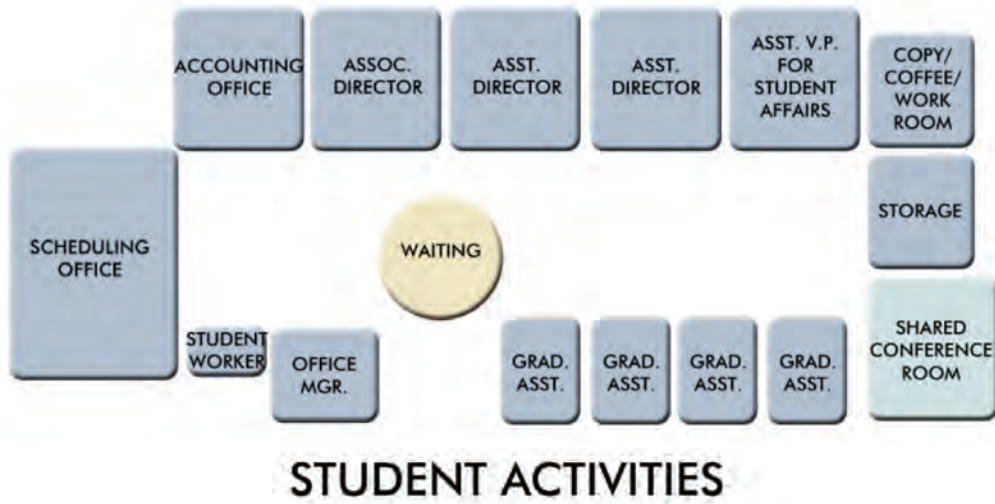 ACCOUNTING
OFFICE
ASSOC.
DIRECTOR
ASST.
DIRECTOR
ASST.
DIRECTOR
ASST. V.P.
FOR
STUDENT
AFFAIRS
COPY/
COFFEE/
WORK
ROOM
SCHEDULING
OFFICE
WAITING
STORAGE
STUDENT
WORKER
OFFICE
MGR.
GRAD.
ASST.
GRAD.
ASST.
GRAD.
ASST.
GRAD.
ASST.
SHARED
CONFERENCE
ROOM
STUDENT ACTIVITIES